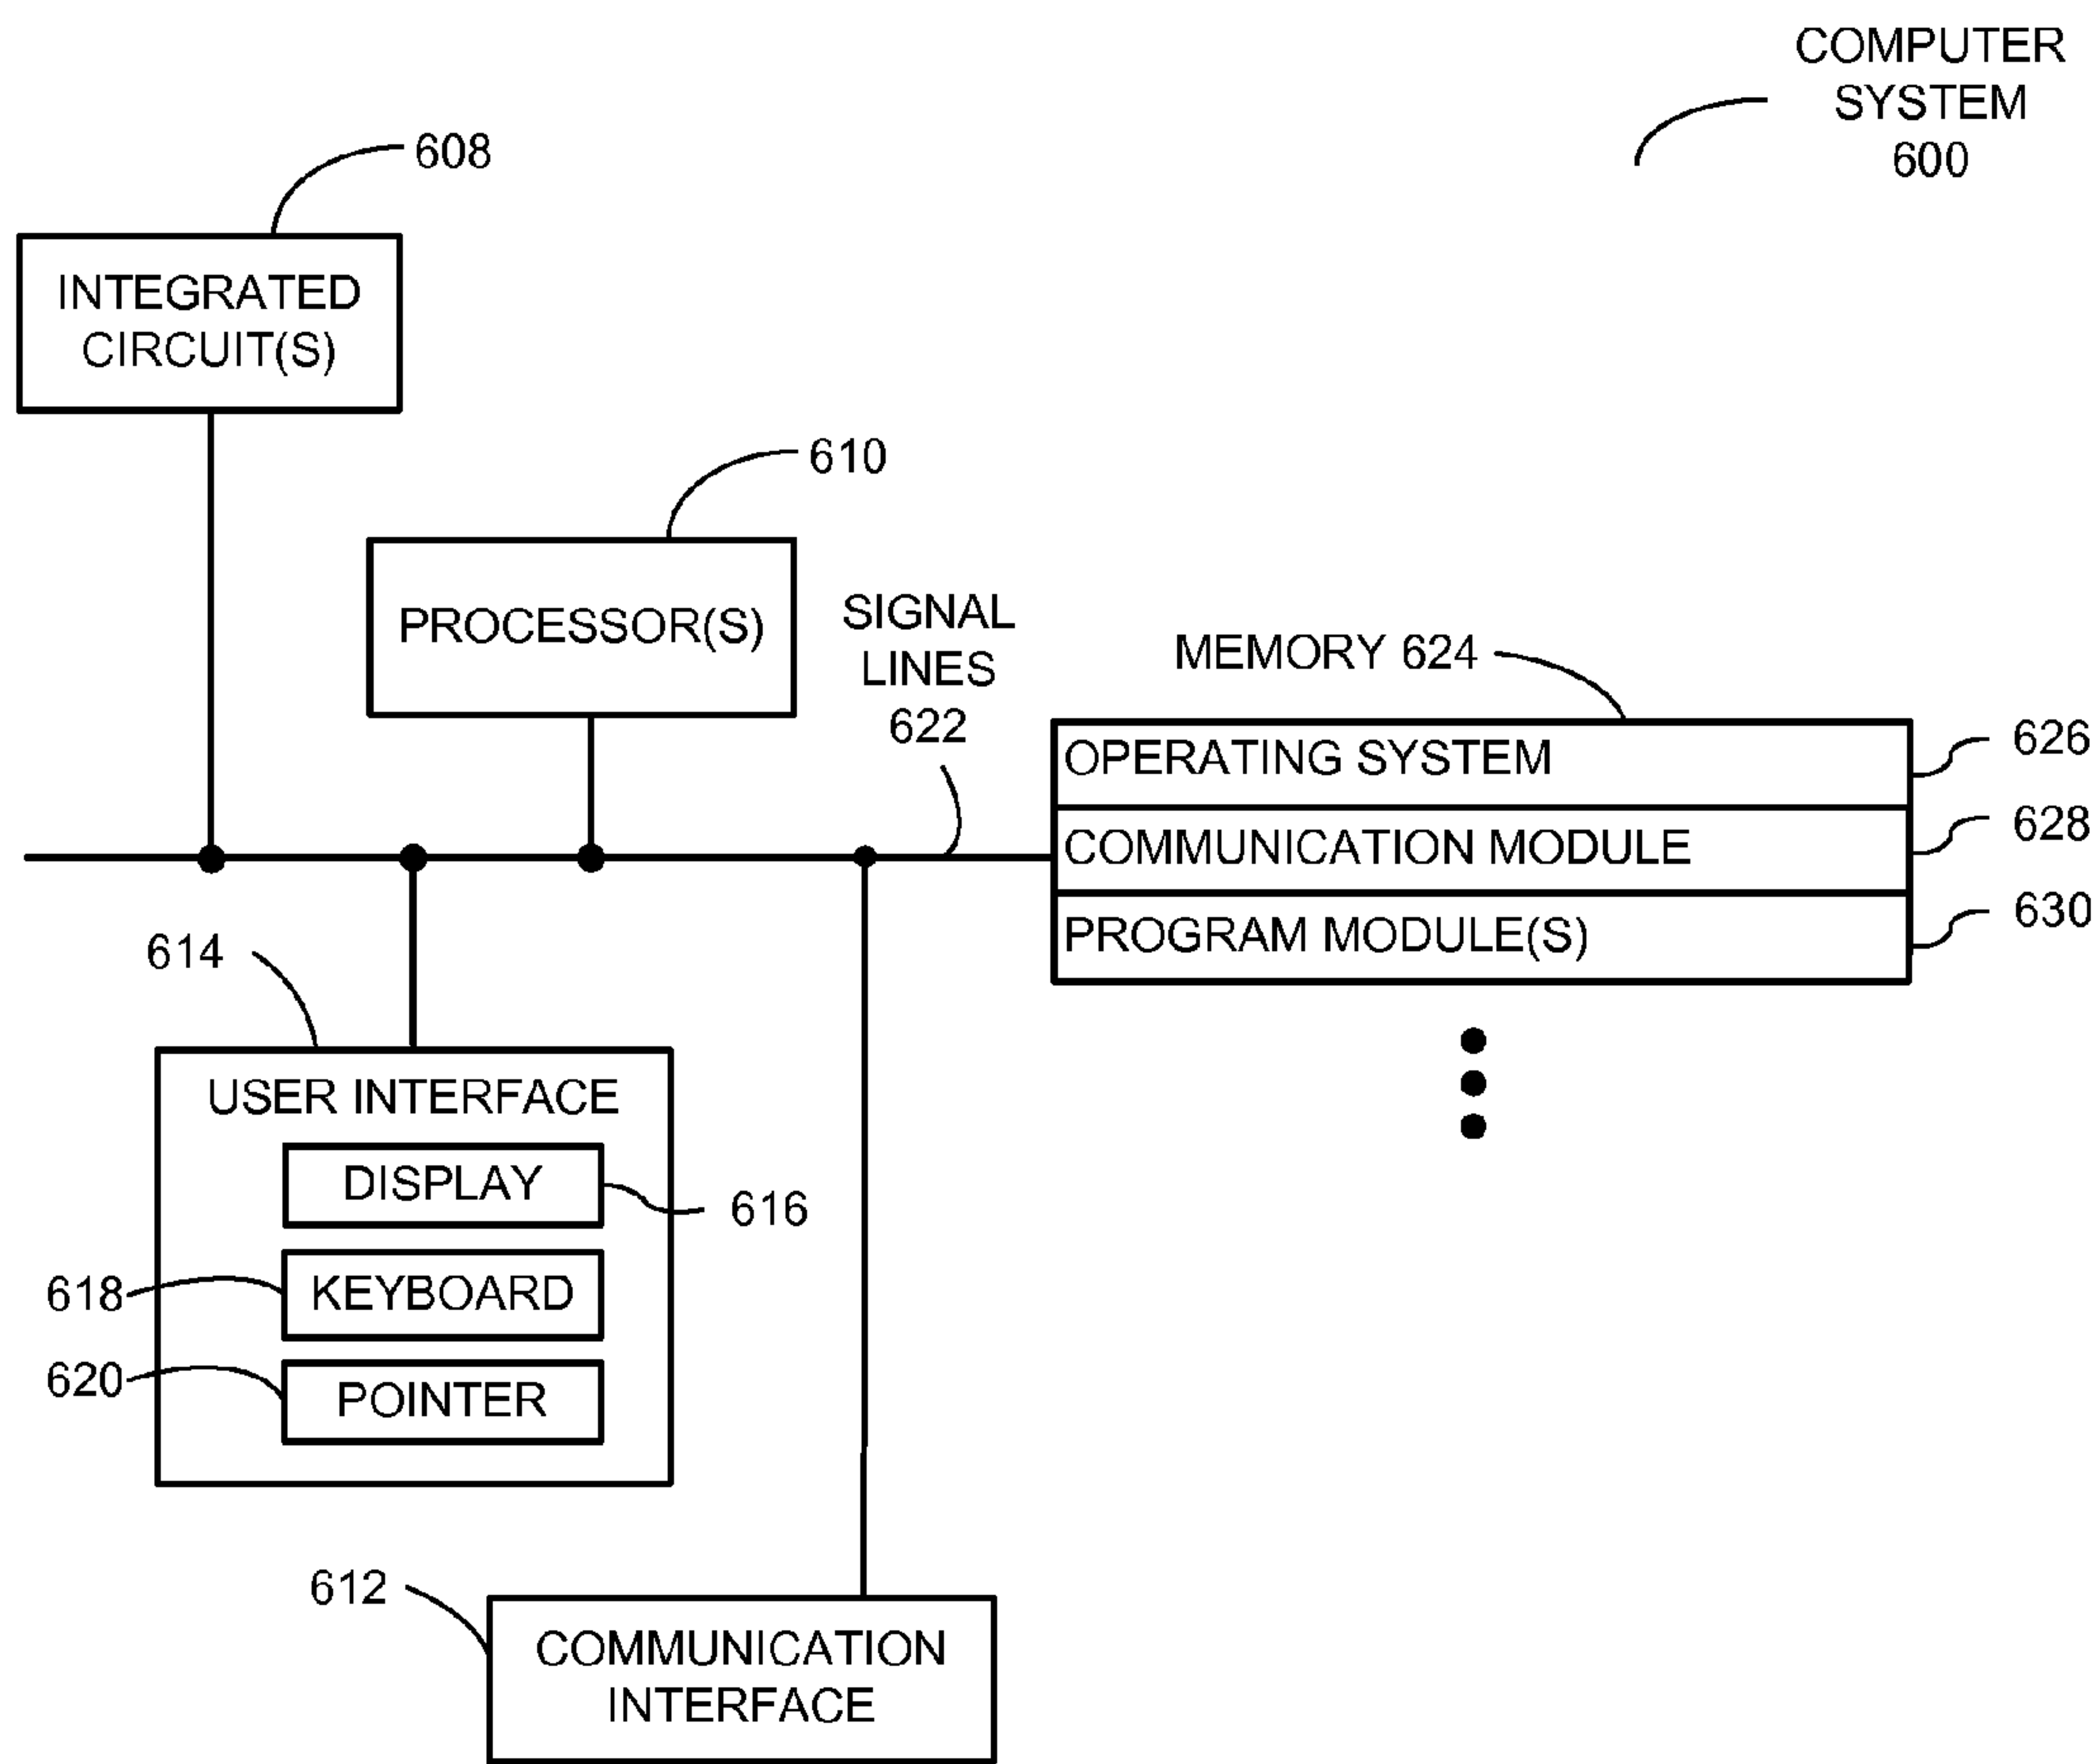 COMPUTER
SYSTEM
600
608
INTEGRATED
CIRCUIT(S)
610
PROCESSOR(S)
SIGNAL
LINES
622
MEMORY 624
OPERATING SYSTEM
626
COMMUNICATION MODULE
628
PROGRAM MODULE(S)
630
614
USER INTERFACE
DISPLAY
616
618
KEYBOARD
620
POINTER
612
COMMUNICATION
INTERFACE